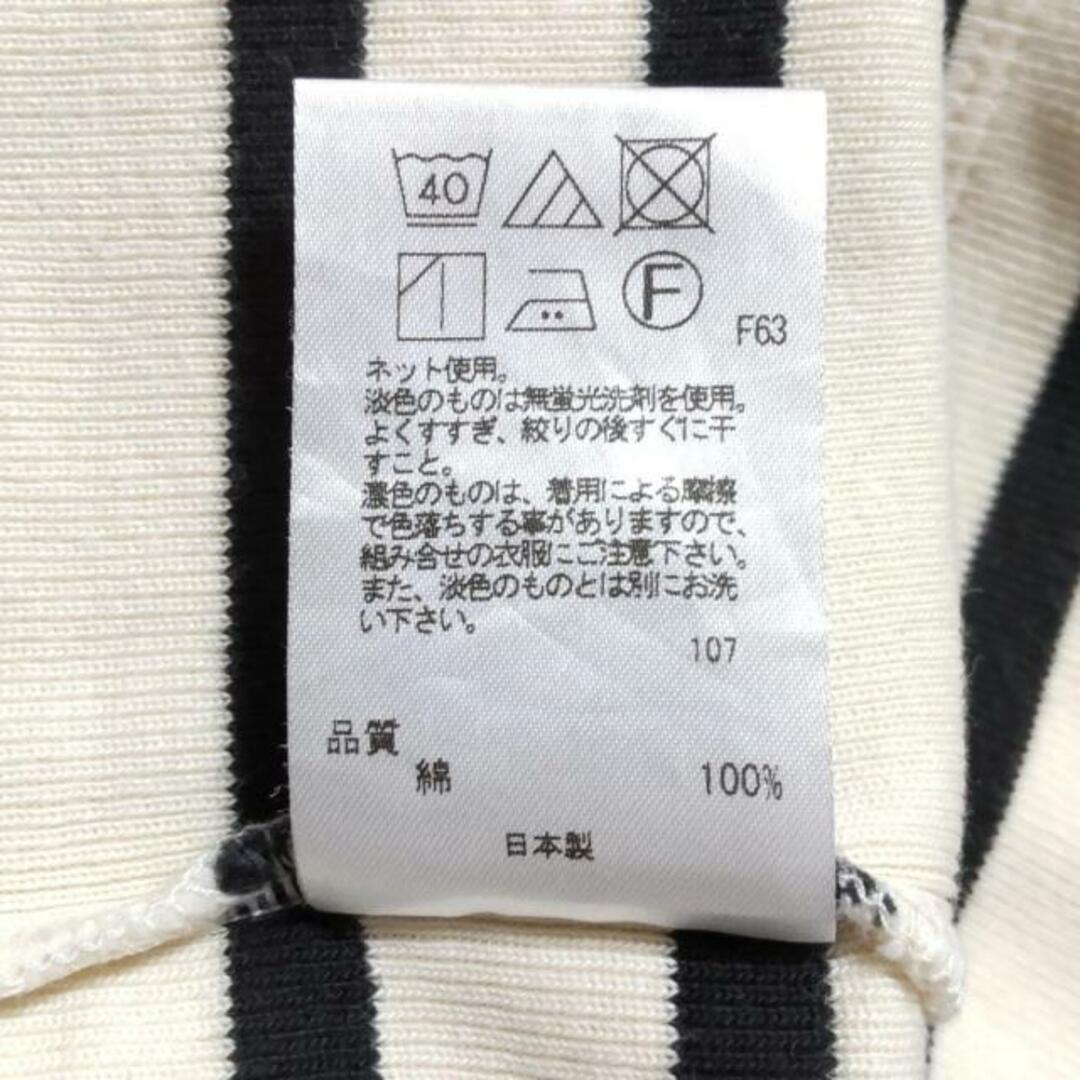 40
F
F63
ネット使用。
淡色のものは無蛍光洗剤を使用。
よくすすぎ、絞りの後すぐに干
すこと。
濃色のものは、着用による摩擦
で色落ちする事がありますので、
組み合せの衣服にご注意下さい。
また、淡色のものとは別にお洗
い下さい。
107
品質
綿 100%
日本製